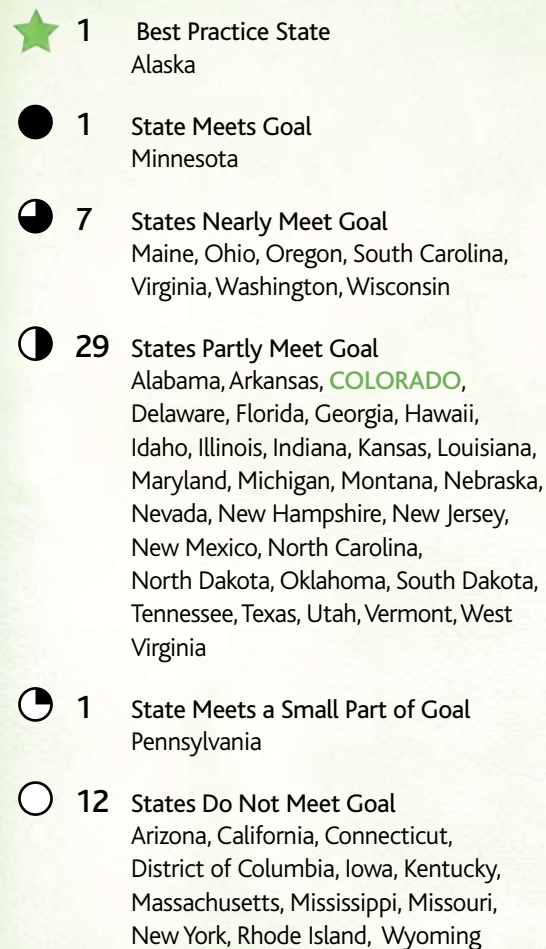 1 Best Practice State
Alaska
1 State Meets Goal
Minnesota
7 States Nearly Meet Goal
Maine, Ohio, Oregon, South Carolina,
Virginia, Washington, Wisconsin
29 States Partly Meet Goal
Alabama, Arkansas, COLORADO,
Delaware, Florida, Georgia, Hawaii,
Idaho, Illinois, Indiana, Kansas, Louisiana,
Maryland, Michigan, Montana, Nebraska,
Nevada, New Hampshire, New Jersey,
New Mexico, North Carolina,
North Dakota, Oklahoma, South Dakota,
Tennessee, Texas, Utah, Vermont, West
Virginia
1 State Meets a Small Part of Goal
Pennsylvania
12 States Do Not Meet Goal
Arizona, California, Connecticut,
District of Columbia, Iowa, Kentucky,
Massachusetts, Mississippi, Missouri,
New York, Rhode Island, Wyoming